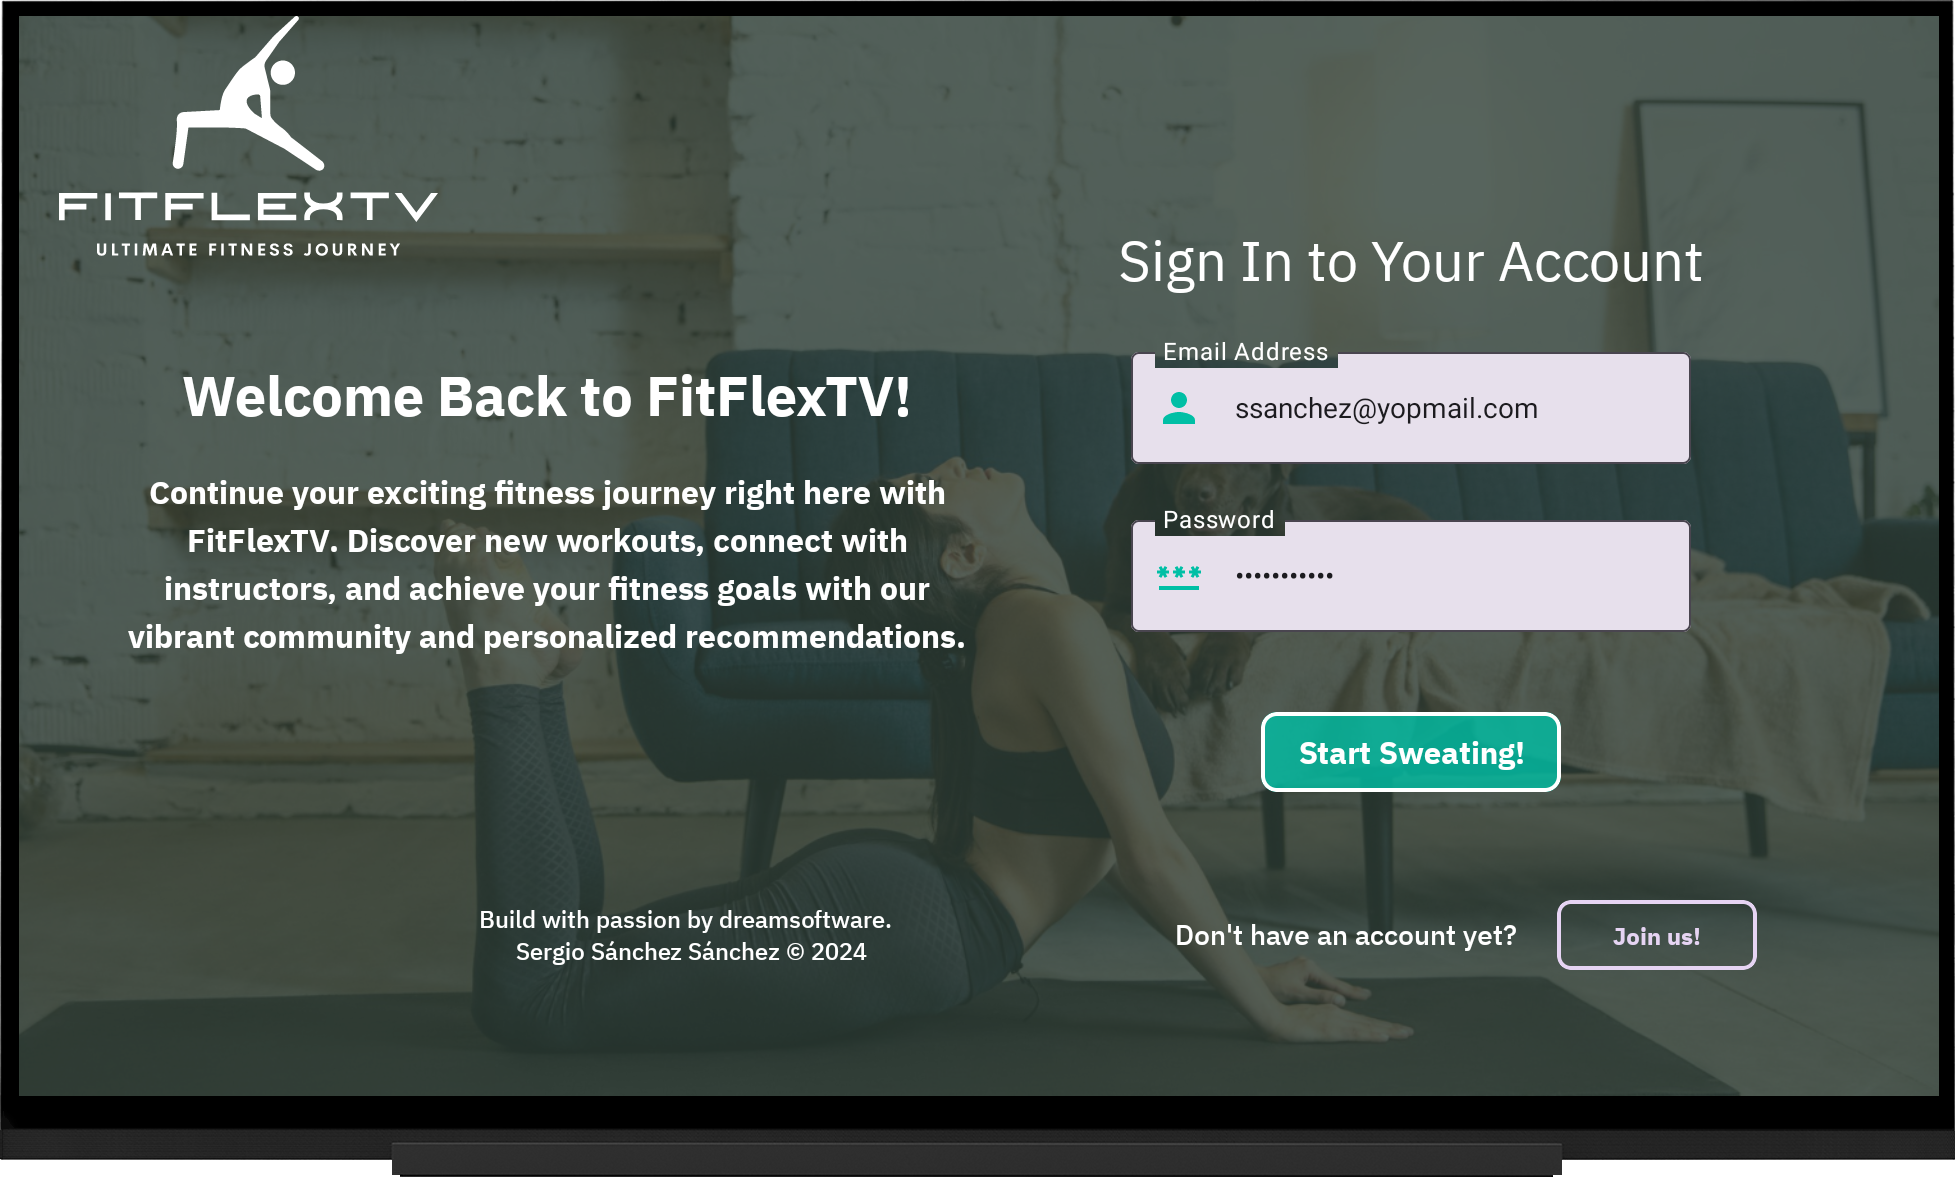 FITFLEXTV
ULTIMATE FITNESS JOURNEY
Welcome Back to FitFlexTV!
Continue your exciting fitness journey right here with
FitFlexTV. Discover new workouts, connect with
instructors, and achieve your fitness goals with our
vibrant community and personalized recommendations.
Build with passion by dreamsoftware.
Sergio Sánchez Sánchez © 2024
Sign In to Your Account
Email Address
ssanchez@yopmail.com
Password
•••••••••••
Start Sweating!
Don't have an account yet?
Join us!